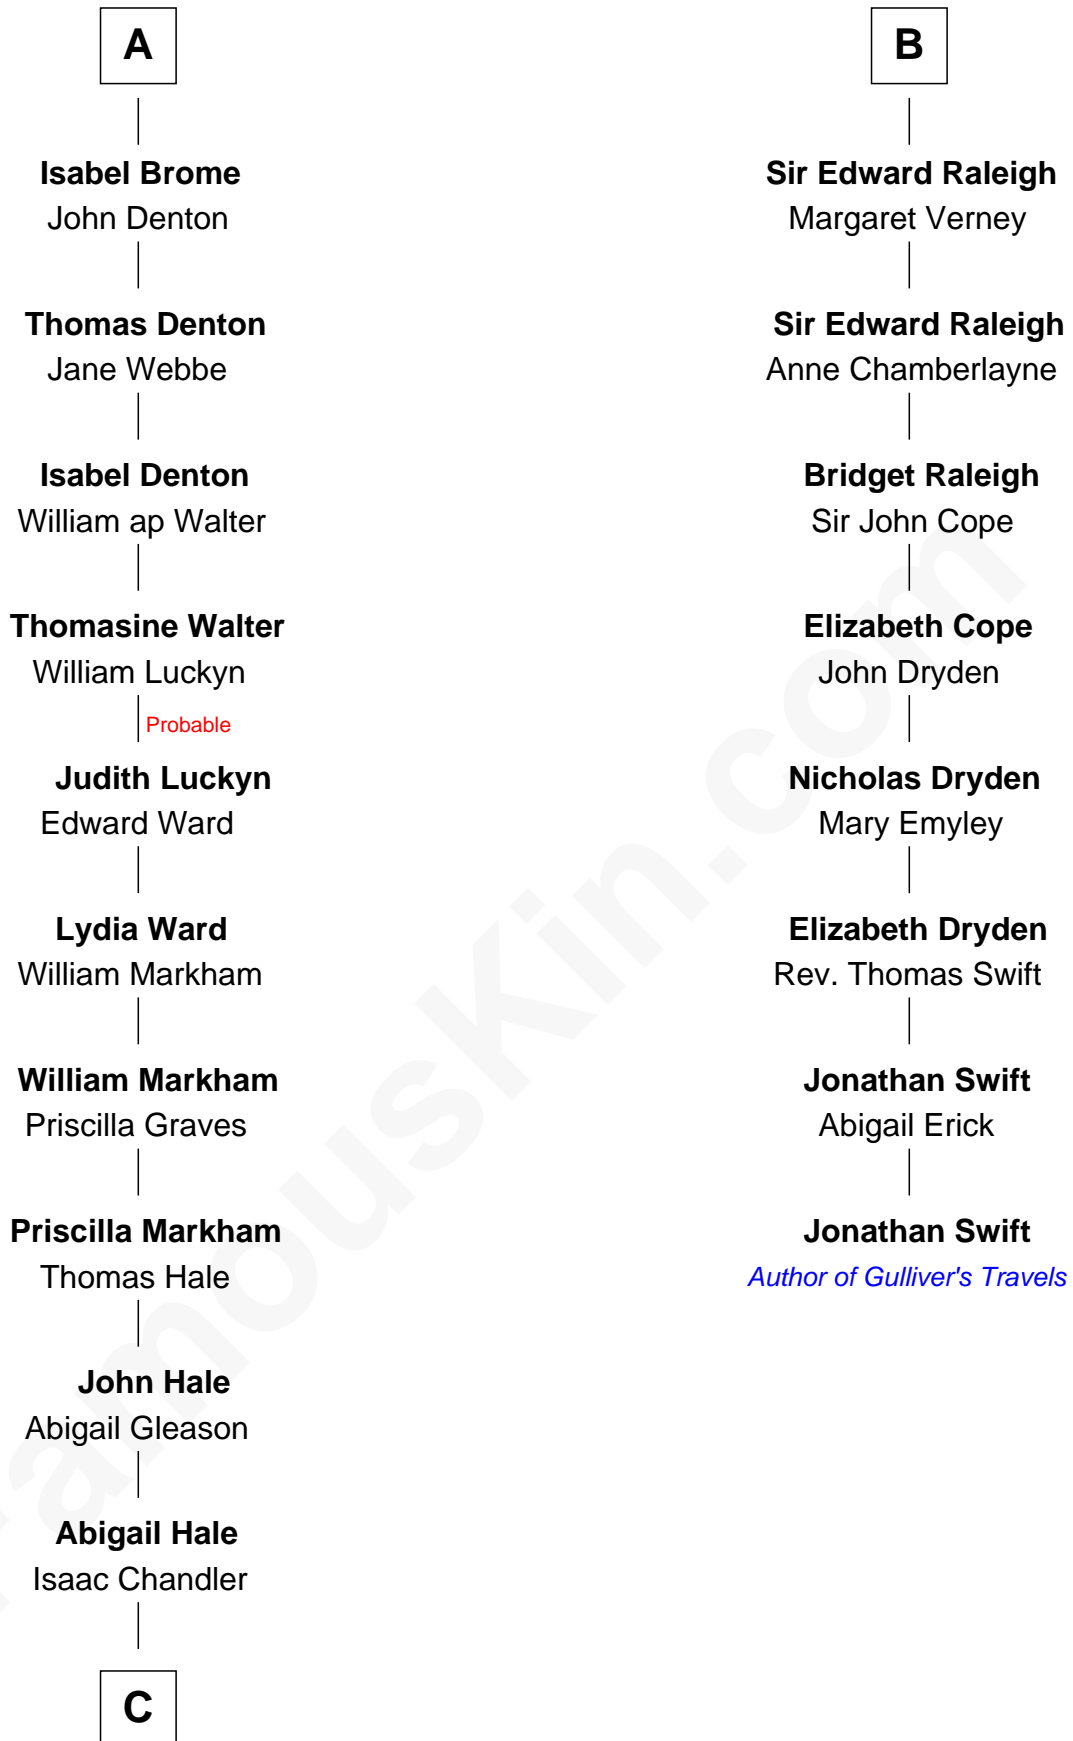 A
Isabel Brome
John Denton
Thomas Denton
Jane Webbe
Isabel Denton
William ap Walter
Thomasine Walter
William Luckyn
Probable
Judith Luckyn
Edward Ward
Lydia Ward
William Markham
William Markham
Priscilla Graves
Priscilla Markham
Thomas Hale
John Hale
Abigail Gleason
Abigail Hale
Isaac Chandler
C
B
Sir Edward Raleigh
Margaret Verney
Sir Edward Raleigh
Anne Chamberlayne
Bridget Raleigh
Sir John Cope
Elizabeth Cope
John Dryden
Nicholas Dryden
Mary Emyley
Elizabeth Dryden
Rev. Thomas Swift
Jonathan Swift
Abigail Erick
Jonathan Swift
Author of Gulliver's Travels
FamousKin.com